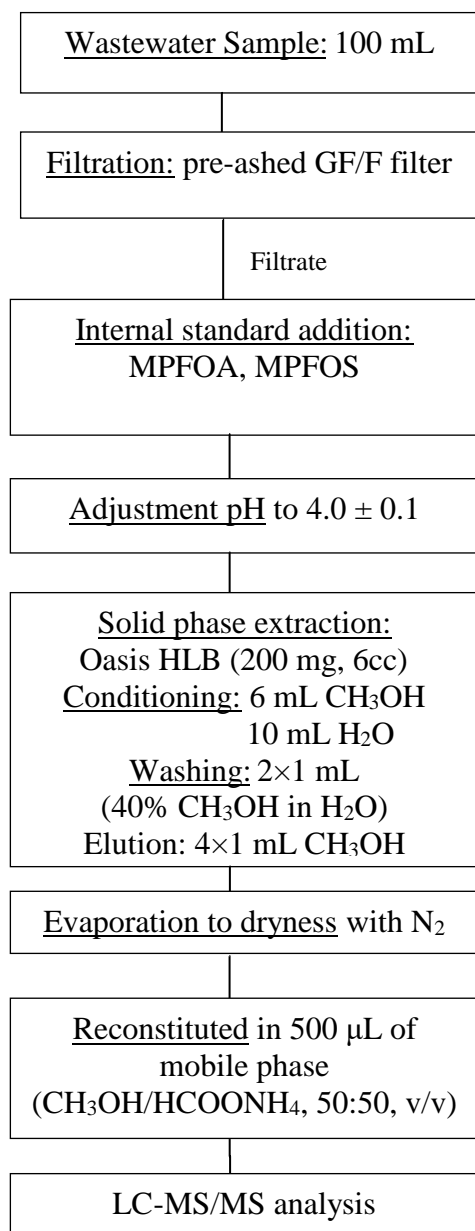 Wastewater Sample: 100 mL
Filtration: pre-ashed GF/F filter
Filtrate
Internal standard addition:
MPFOA, MPFOS
Adjustment pH to 4.0 ± 0.1
Solid phase extraction:
Oasis HLB (200 mg, 6cc)
Conditioning: 6 mL CH₃OH
10 mL H₂O
Washing: 2×1 mL
(40% CH₃OH in H₂O)
Elution: 4×1 mL CH₃OH
Evaporation to dryness with N₂
Reconstituted in 500 μL of
mobile phase
(CH₃OH/HCOONH₄, 50:50, v/v)
LC-MS/MS analysis